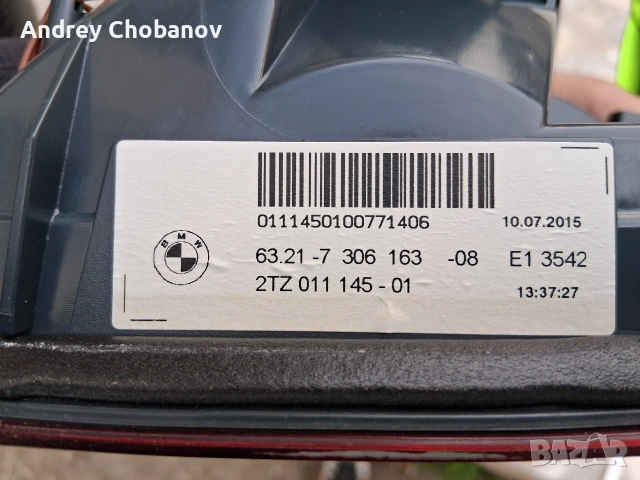 Andrey Chobanov
0111450100771406
10.07.2015
BMW
63.21-7 306 163 -08 E1 3542
2TZ 011 145-01
13:37:27
BAZAR